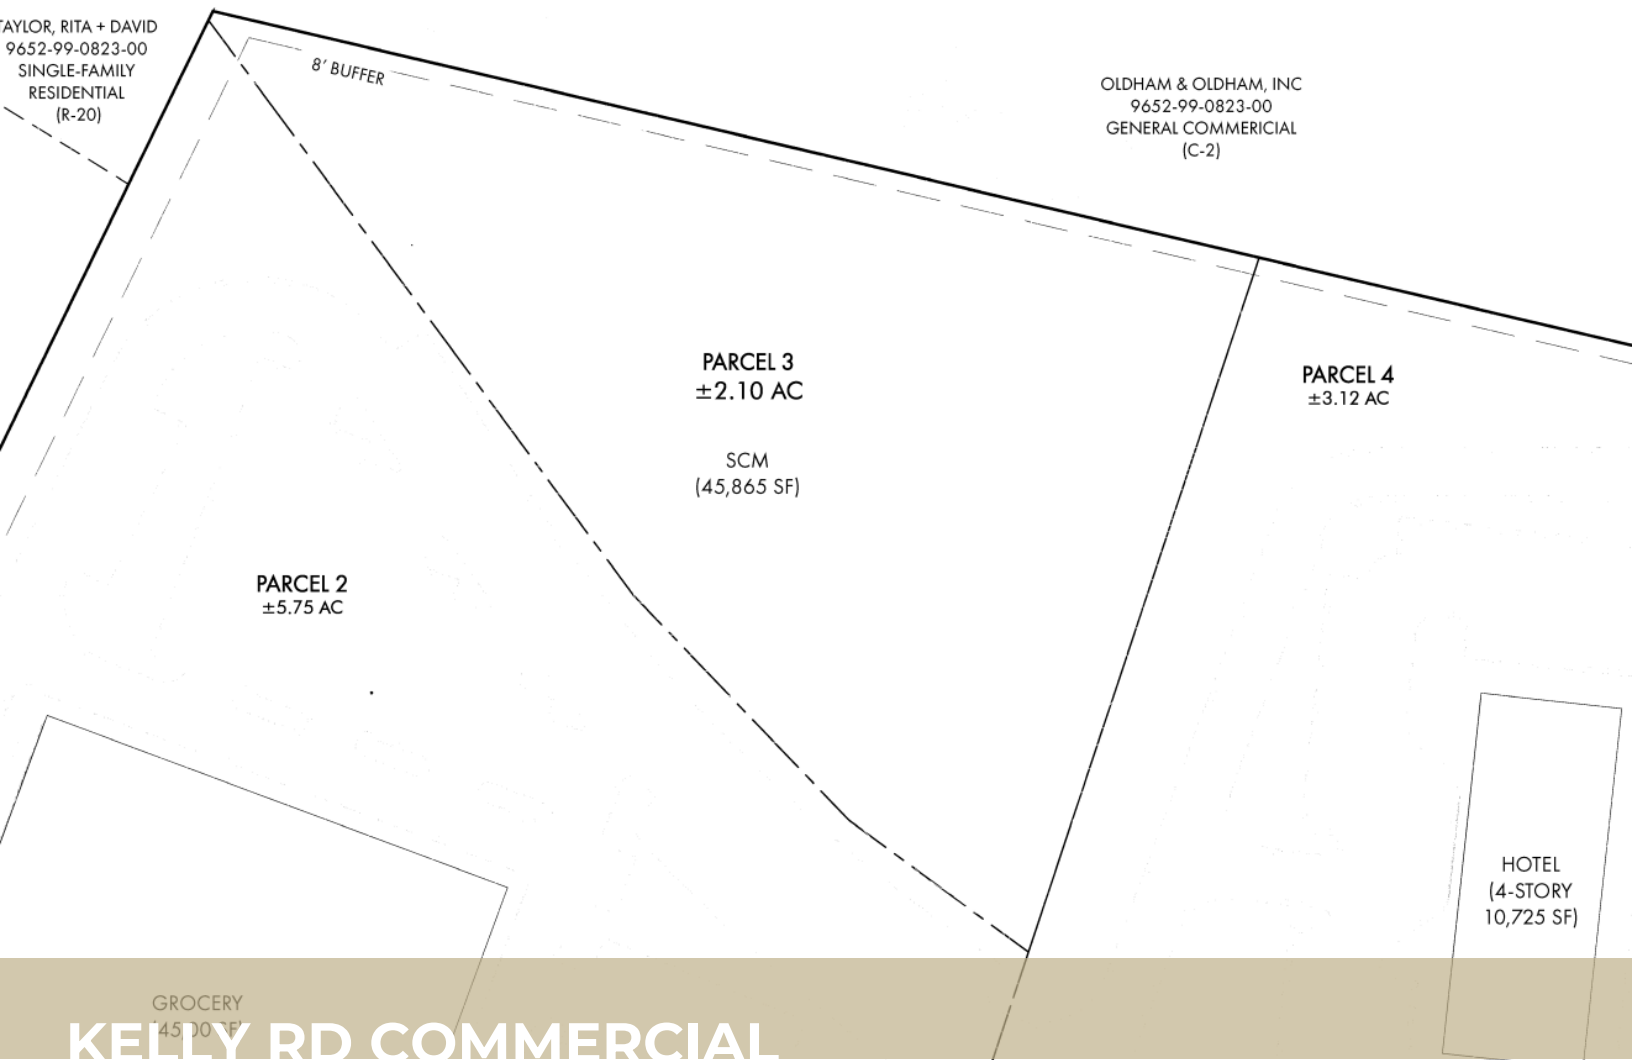 TAYLOR, RITA + DAVID
9652-99-0823-00
SINGLE-FAMILY
RESIDENTIAL
(R-20)
8' BUFFER
OLDHAM & OLDHAM, INC
9652-99-0823-00
GENERAL COMMERICIAL
(C-2)
PARCEL 3
±2.10 AC
SCM
(45,865 SF)
PARCEL 4
±3.12 AC
PARCEL 2
±5.75 AC
HOTEL
(4-STORY
10,725 SF)
GROCERY
KELLY RD COMMERCIAL